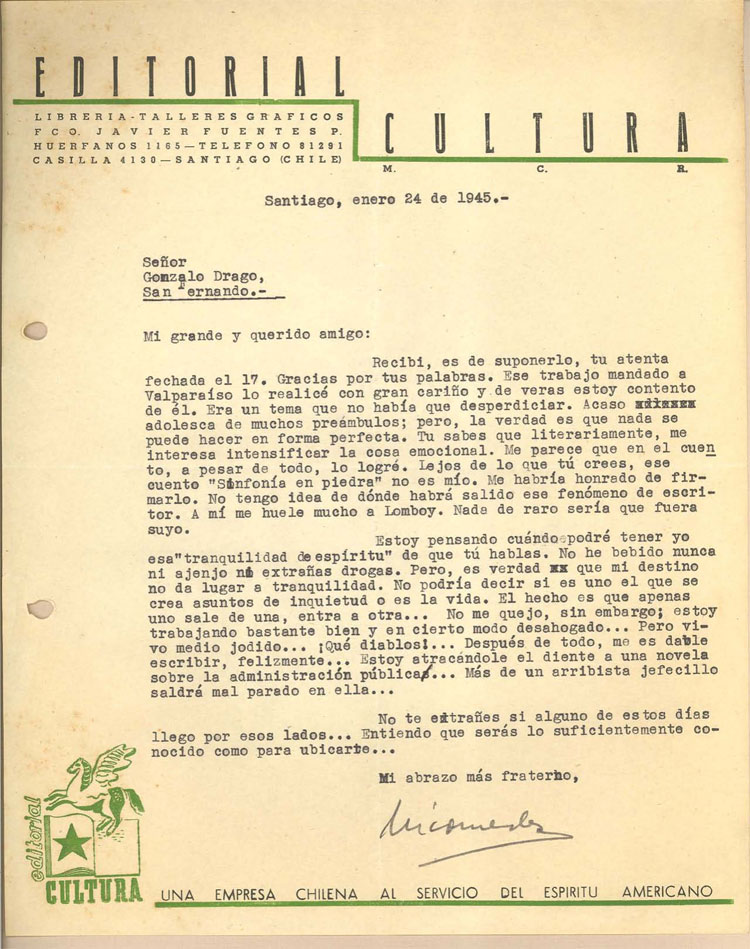 EDITORIAL
LIBRERIA-TALLERES GRAFICOS
FCO. JAVIER FUENTES P.
HUERFANOS 1165—TELEFONO 81291
CASILLA 4130—SANTIAGO (CHILE)
CULTURA
M. C. R.
Santiago, enero 24 de 1945.-
Señor
Gonzalo Drago,
San Fernando.-
Mi grande y querido amigo:
Recibi, es de suponerlo, tu atenta
fechada el 17. Gracias por tus palabras. Ese trabajo mandado a
Valparaíso lo realicé con gran cariño y de veras estoy contento
de él. Era un tema que no había que desperdiciar. Acaso
adolesca de muchos preámbulos; pero, la verdad es que nada se
puede hacer en forma perfecta. Tu sabes que literariamente, me
interesa intensificar la cosa emocional. Me parece que en el cuen
to, a pesar de todo, lo logré. Lejos de lo que tú crees, ese
cuento "Sinfonía en piedra" no es mío. Me habría honrado de fir-
marlo. No tengo idea de dónde habrá salido ese fenómeno de escri-
tor. A mí me huele mucho a Lomboy. Nada de raro sería que fuera
suyo.
Estoy pensando cuándo podré tener yo
esa"tranquilidad de espíritu" de que tú hablas. No he bebido nunca
ni ajenjo ni extrañas drogas. Pero, es verdad xx que mi destino
no da lugar a tranquilidad. No podría decir si es uno el que se
crea asuntos de inquietud o es la vida. El hecho es que apenas
uno sale de una, entra a otra... No me quejo, sin embargo; estoy
trabajando bastante bien y en cierto modo desahogado... Pero vi-
vo medio jodido... ¡Qué diablos!... Después de todo, me es dable
escribir, felizmente... Estoy atracándole el diente a una novela
sobre la administración pública... Más de un arribista jefecillo
saldrá mal parado en ella...
No te extrañes si alguno de estos días
llego por esos lados... Entiendo que serás lo suficientemente co-
nocido como para ubicarte...
Mi abrazo más fraterno,
Nicomedes
editorial
CULTURA
UNA EMPRESA CHILENA AL SERVICIO DEL ESPIRITU AMERICANO